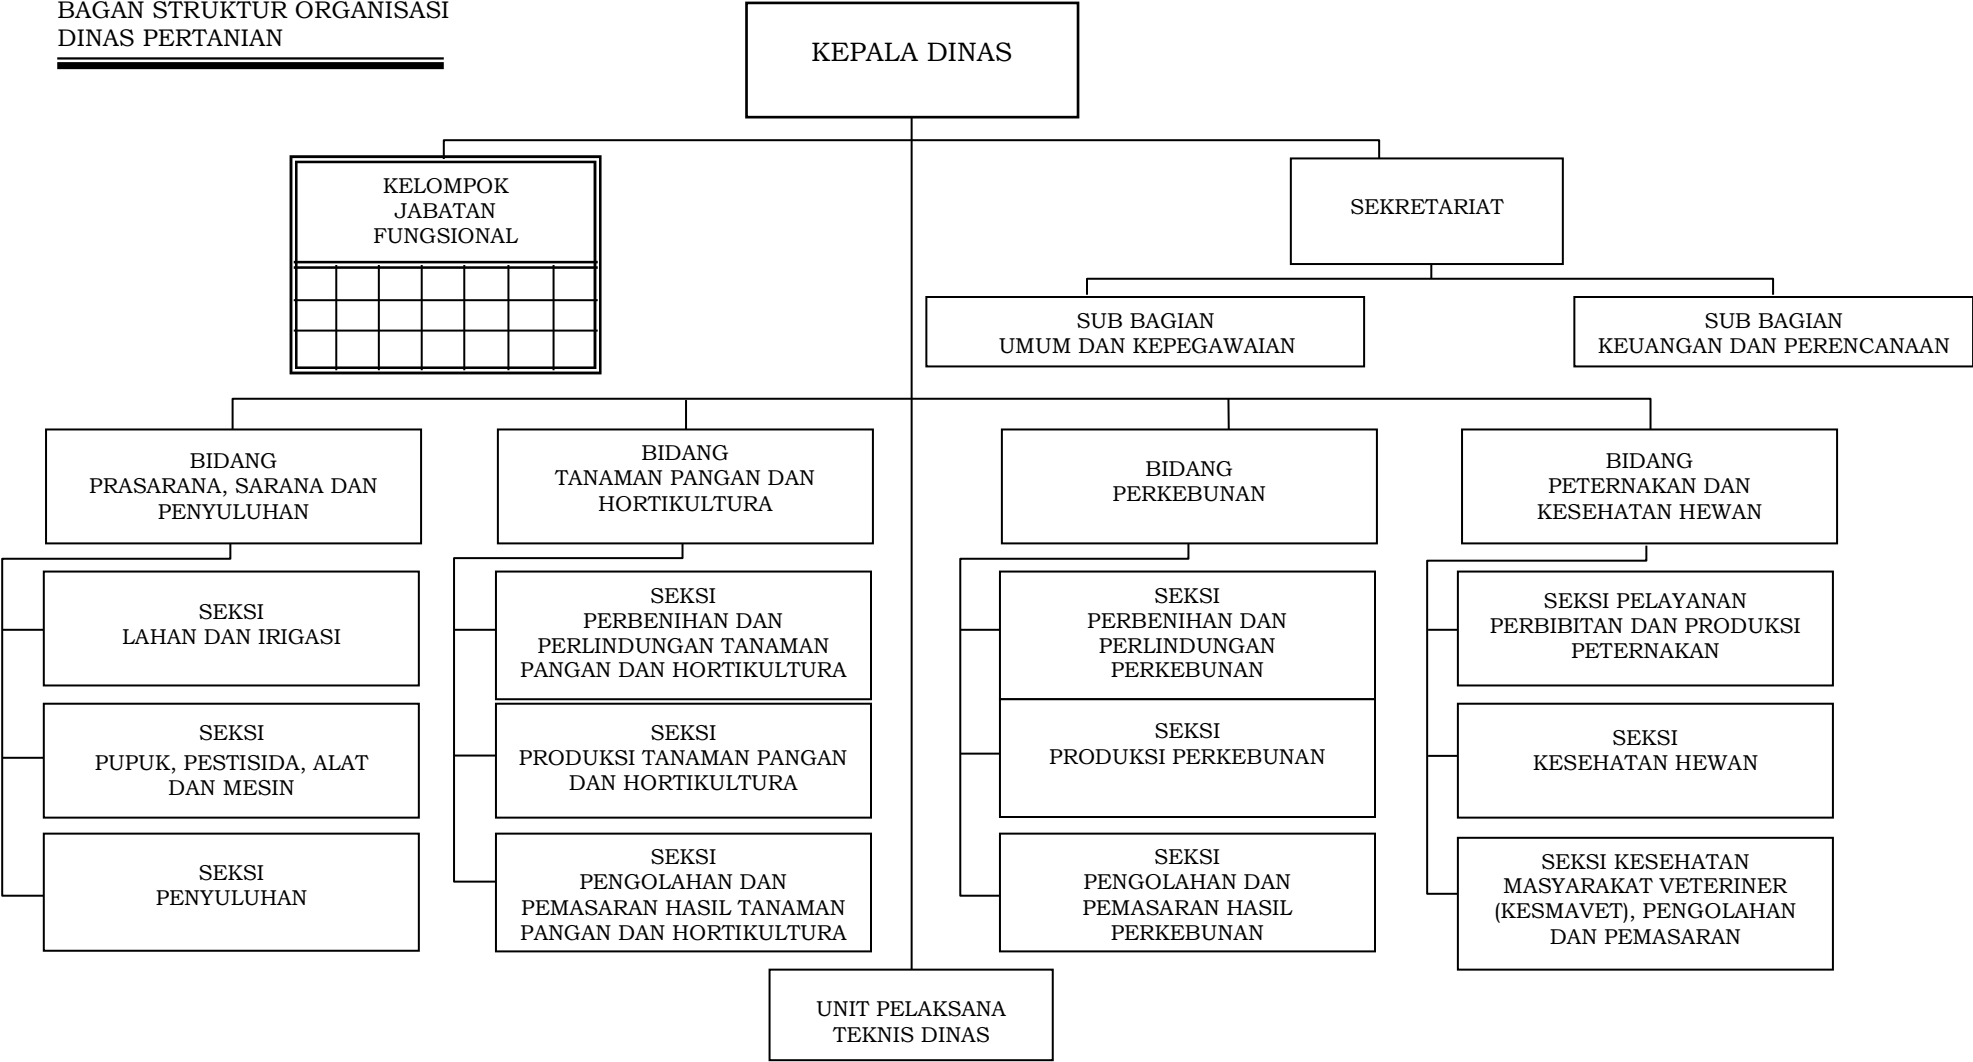 BAGAN STRUKTUR ORGANISASI
DINAS PERTANIAN
KEPALA DINAS
KELOMPOK
JABATAN
FUNGSIONAL
SEKRETARIAT
SUB BAGIAN
UMUM DAN KEPEGAWAIAN
SUB BAGIAN
KEUANGAN DAN PERENCANAAN
BIDANG
PRASARANA, SARANA DAN
PENYULUHAN
BIDANG
TANAMAN PANGAN DAN
HORTIKULTURA
BIDANG
PERKEBUNAN
BIDANG
PETERNAKAN DAN
KESEHATAN HEWAN
SEKSI
LAHAN DAN IRIGASI
SEKSI
PERBENIHAN DAN
PERLINDUNGAN TANAMAN
PANGAN DAN HORTIKULTURA
SEKSI
PERBENIHAN DAN
PERLINDUNGAN
PERKEBUNAN
SEKSI PELAYANAN
PERBIBITAN DAN PRODUKSI
PETERNAKAN
SEKSI
PUPUK, PESTISIDA, ALAT
DAN MESIN
SEKSI
PRODUKSI TANAMAN PANGAN
DAN HORTIKULTURA
SEKSI
PRODUKSI PERKEBUNAN
SEKSI
KESEHATAN HEWAN
SEKSI
PENYULUHAN
SEKSI
PENGOLAHAN DAN
PEMASARAN HASIL TANAMAN
PANGAN DAN HORTIKULTURA
SEKSI
PENGOLAHAN DAN
PEMASARAN HASIL
PERKEBUNAN
SEKSI KESEHATAN
MASYARAKAT VETERINER
(KESMAVET), PENGOLAHAN
DAN PEMASARAN
UNIT PELAKSANA
TEKNIS DINAS